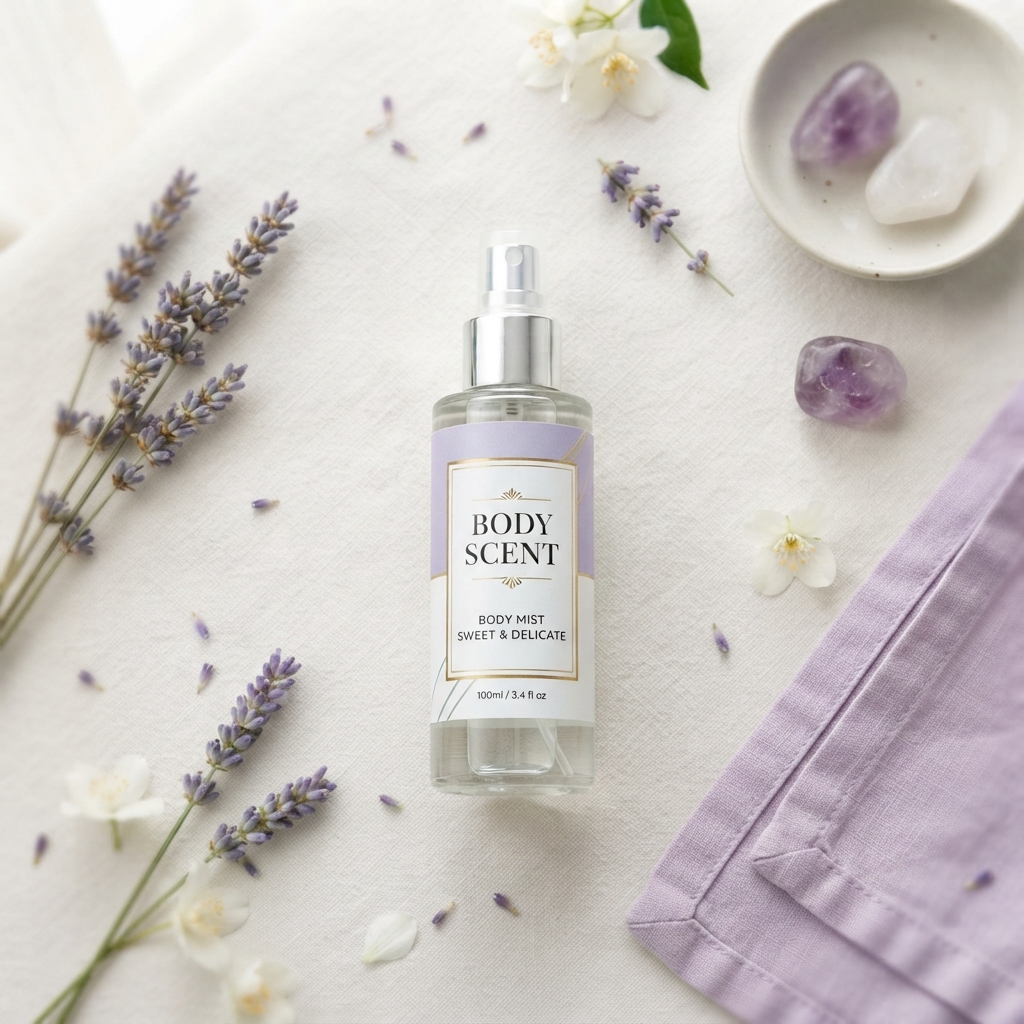 BODY
SCENT
BODY MIST
SWEET & DELICATE
100ml / 3.4 fl oz